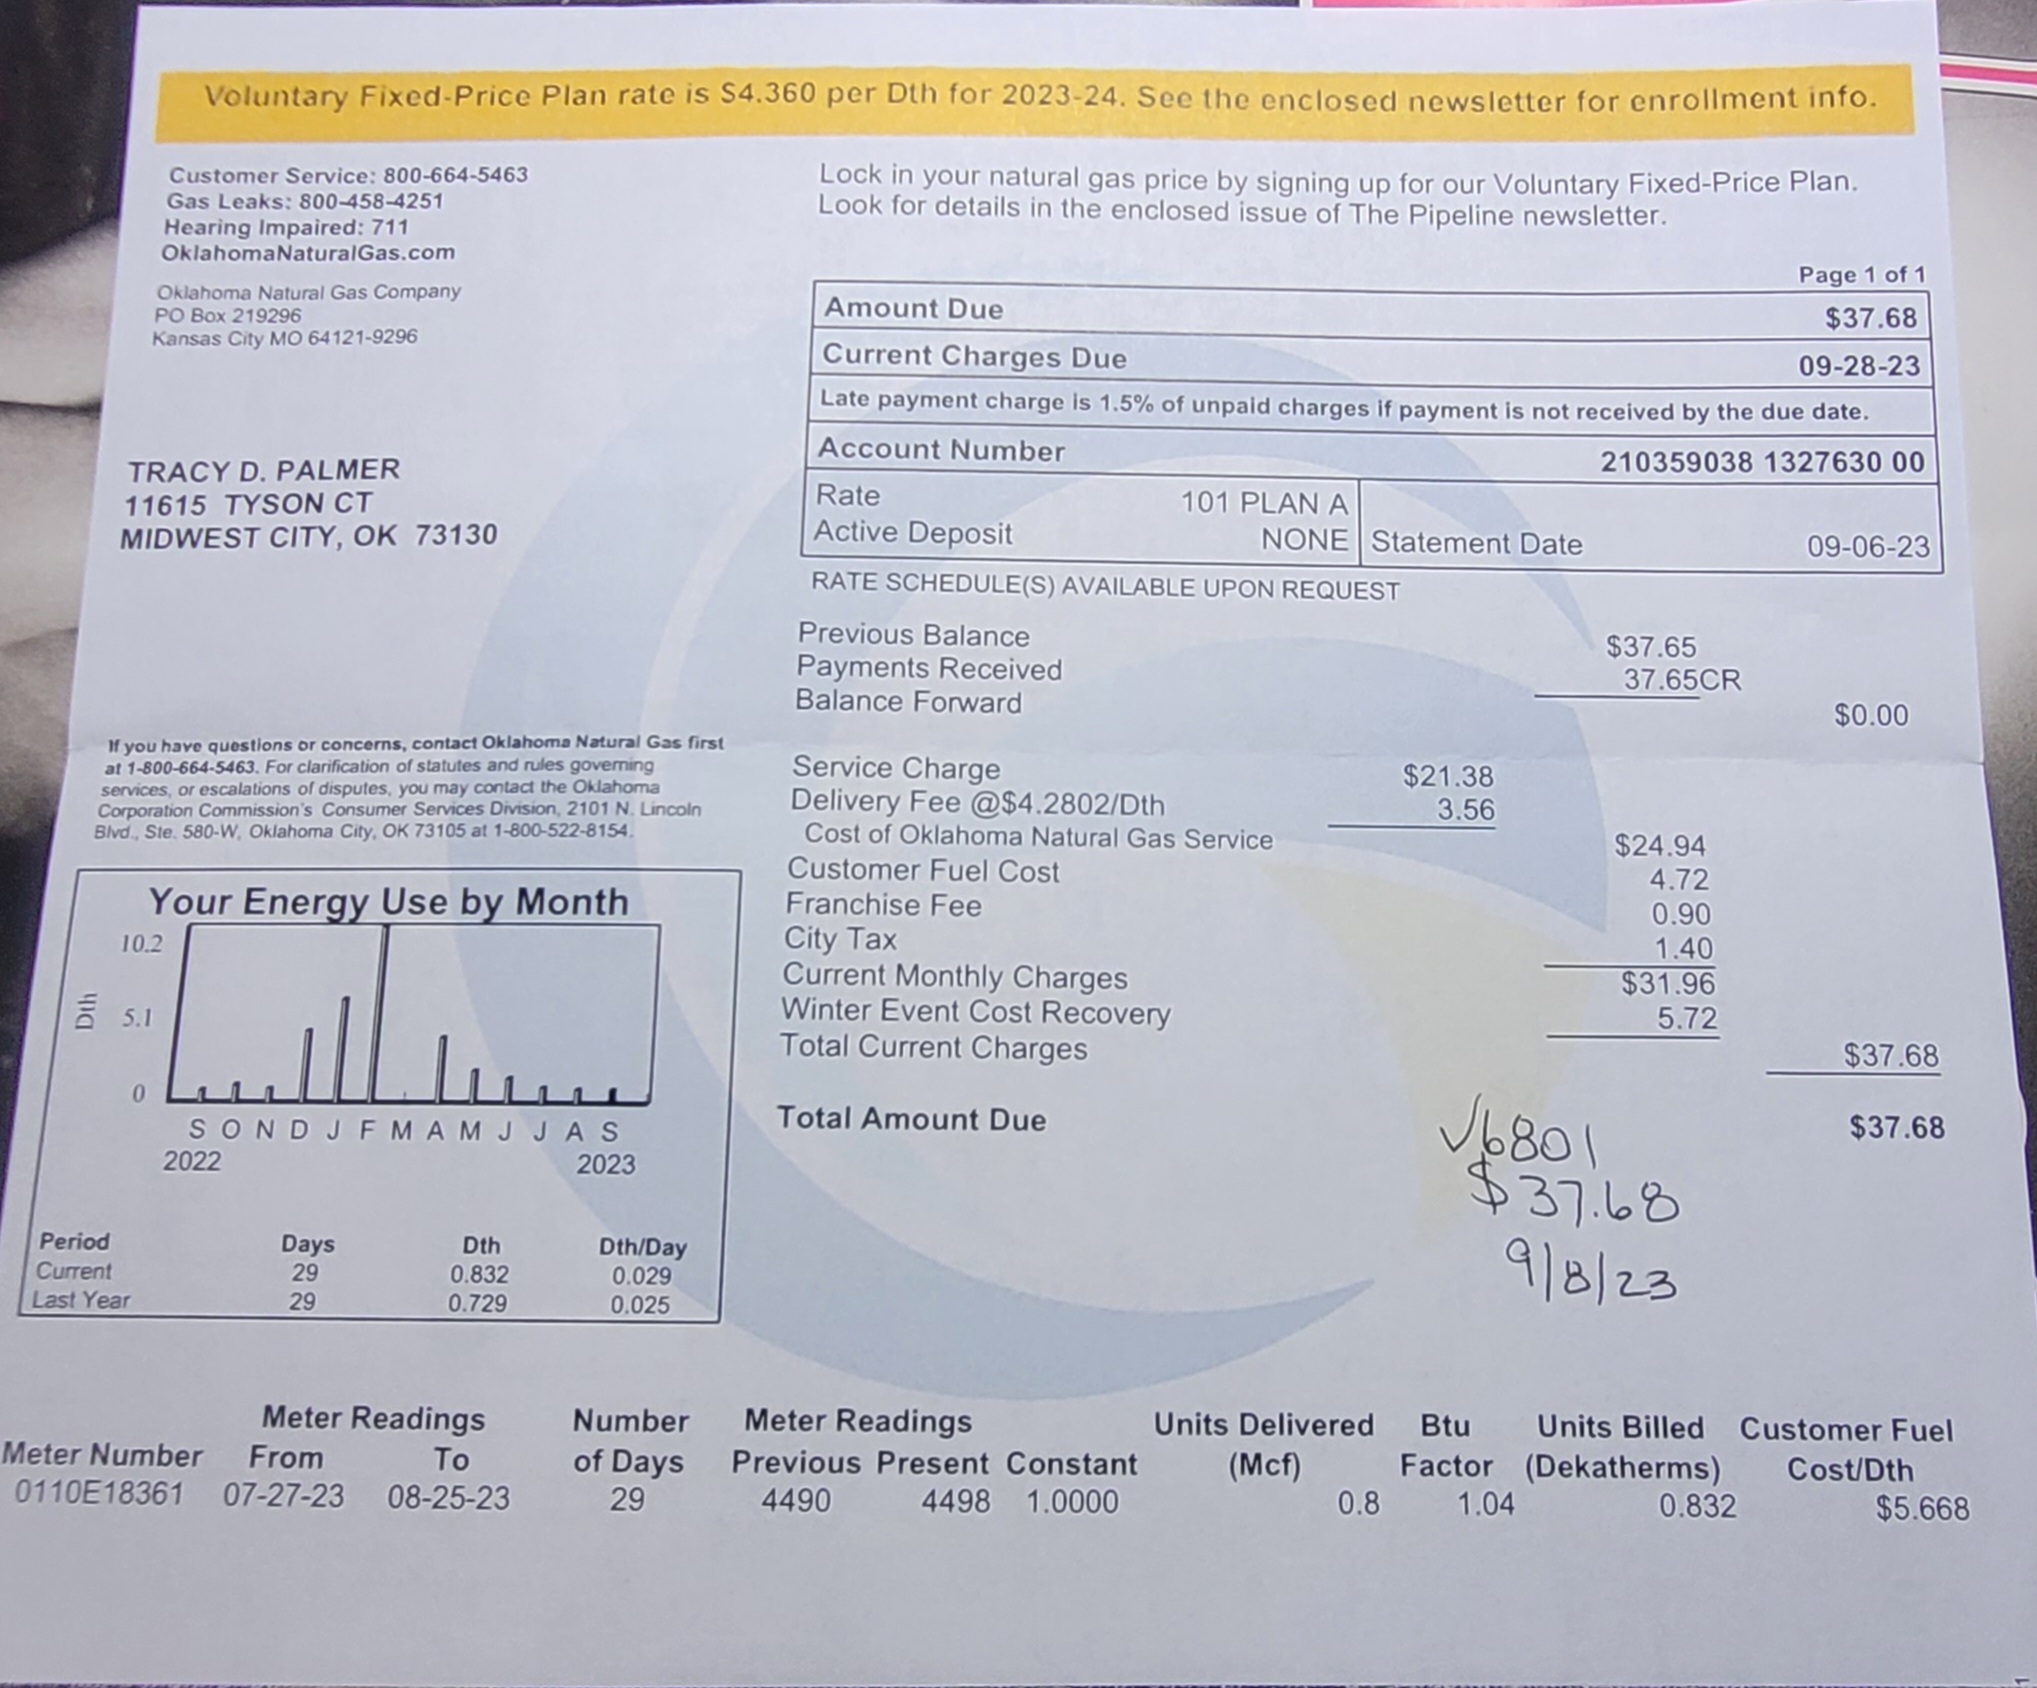 Voluntary Fixed-Price Plan rate is $4.360 per Dth for 2023-24. See the enclosed newsletter for enrollment info.
Customer Service: 800-664-5463
Gas Leaks: 800-458-4251
Hearing Impaired: 711
OklahomaNaturalGas.com
Oklahoma Natural Gas Company
PO Box 219296
Kansas City MO 64121-9296
Lock in your natural gas price by signing up for our Voluntary Fixed-Price Plan.
Look for details in the enclosed issue of The Pipeline newsletter.
Page 1 of 1
Amount Due $37.68
Current Charges Due 09-28-23
Late payment charge is 1.5% of unpaid charges if payment is not received by the due date.
Account Number 210359038 1327630 00
Rate 101 PLAN A
Active Deposit NONE Statement Date 09-06-23
RATE SCHEDULE(S) AVAILABLE UPON REQUEST
TRACY D. PALMER
11615 TYSON CT
MIDWEST CITY, OK 73130
Previous Balance $37.65
Payments Received 37.65CR
Balance Forward $0.00
Service Charge $21.38
Delivery Fee @$4.2802/Dth 3.56
Cost of Oklahoma Natural Gas Service $24.94
Customer Fuel Cost 4.72
Franchise Fee 0.90
City Tax 1.40
Current Monthly Charges $31.96
Winter Event Cost Recovery 5.72
Total Current Charges $37.68
Total Amount Due $37.68
√6801
$37.68
9/8/23
If you have questions or concerns, contact Oklahoma Natural Gas first
at 1-800-664-5463. For clarification of statutes and rules governing
services, or escalations of disputes, you may contact the Oklahoma
Corporation Commission's Consumer Services Division, 2101 N. Lincoln
Blvd., Ste. 580-W, Oklahoma City, OK 73105 at 1-800-522-8154.
Your Energy Use by Month
10.2
Dth
5.1
0
S O N D J F M A M J J A S
2022 2023
Period Days Dth Dth/Day
Current 29 0.832 0.029
Last Year 29 0.729 0.025
Meter Readings Number Meter Readings Units Delivered Btu Units Billed Customer Fuel
Meter Number From To of Days Previous Present Constant (Mcf) Factor (Dekatherms) Cost/Dth
0110E18361 07-27-23 08-25-23 29 4490 4498 1.0000 0.8 1.04 0.832 $5.668